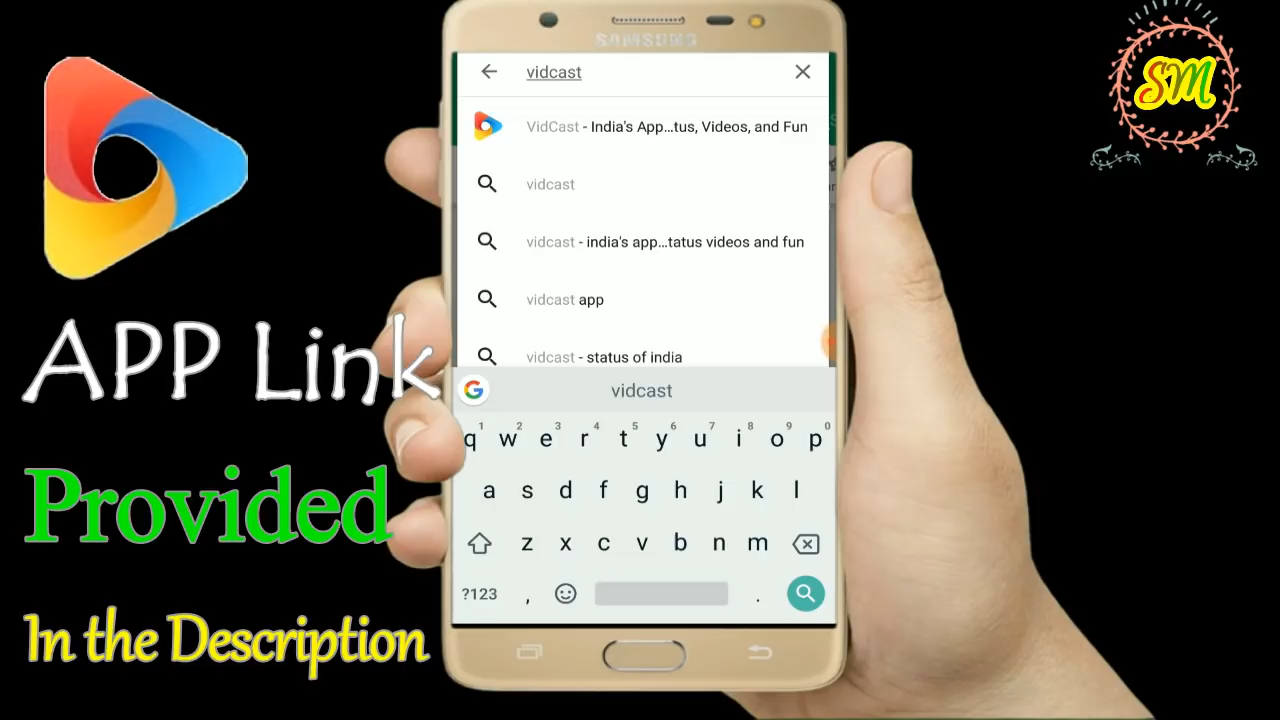 SAMSUNG
vidcast
VidCast - India's App...tus, Videos, and Fun
vidcast
vidcast - india's app...tatus videos and fun
vidcast app
vidcast - status of india
G vidcast
1 2 3 4 5 6 7 8 9 0
q w e r t y u i o p
a s d f g h j k l
z x c v b n m
?123 , .
APP Link
Provided
In the Description
SM